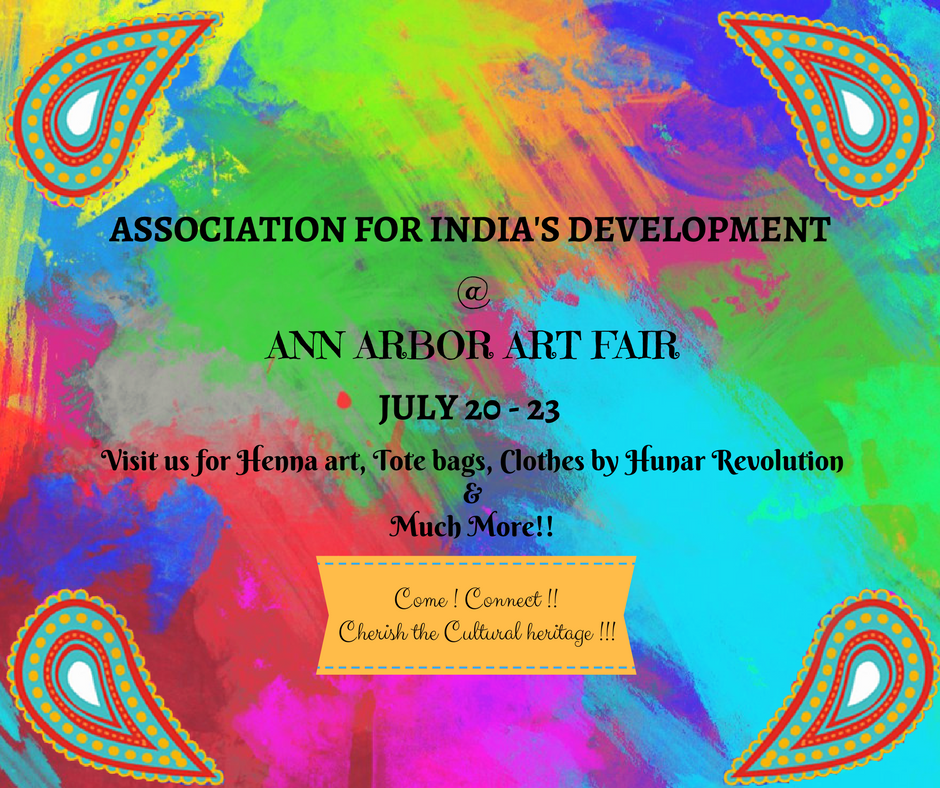 ASSOCIATION FOR INDIA'S DEVELOPMENT
@
ANN ARBOR ART FAIR
JULY 20 - 23
Visit us for Henna art, Tote bags, Clothes by Hunar Revolution
&
Much More!!
Come ! Connect !!
Cherish the Cultural heritage !!!